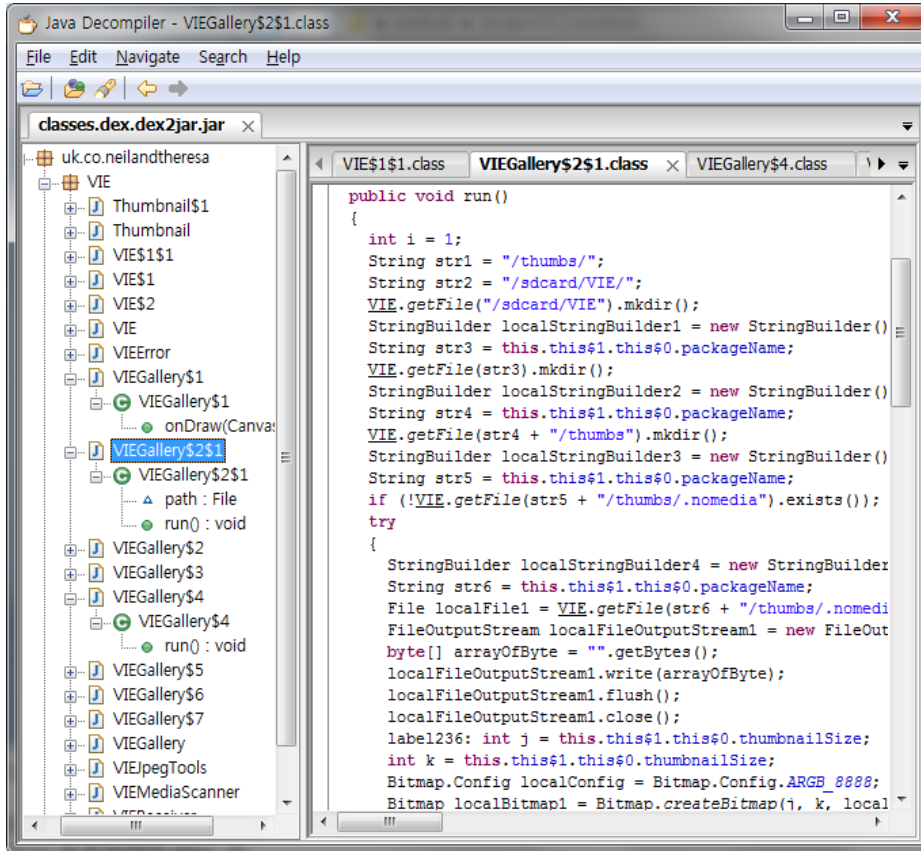 Java Decompiler - VIEGallery$2$1.class
File Edit Navigate Search Help
classes.dex.dex2jar.jar
uk.co.neilandtheresa
VIE
Thumbnail$1
Thumbnail
VIE$1$1
VIE$1
VIE$2
VIE
VIEError
VIEGallery$1
VIEGallery$1
onDraw(Canvas
VIEGallery$2$1
VIEGallery$2$1
path : File
run() : void
VIEGallery$2
VIEGallery$3
VIEGallery$4
VIEGallery$4
run() : void
VIEGallery$5
VIEGallery$6
VIEGallery$7
VIEGallery
VIEJpegTools
VIEMediaScanner
VIE$1$1.class VIEGallery$2$1.class VIEGallery$4.class
public void run()
{
int i = 1;
String str1 = "/thumbs/";
String str2 = "/sdcard/VIE/";
VIE.getFile("/sdcard/VIE").mkdir();
StringBuilder localStringBuilder1 = new StringBuilder()
String str3 = this.this$1.this$0.packageName;
VIE.getFile(str3).mkdir();
StringBuilder localStringBuilder2 = new StringBuilder()
String str4 = this.this$1.this$0.packageName;
VIE.getFile(str4 + "/thumbs").mkdir();
StringBuilder localStringBuilder3 = new StringBuilder()
String str5 = this.this$1.this$0.packageName;
if (!VIE.getFile(str5 + "/thumbs/.nomedia").exists());
try
{
StringBuilder localStringBuilder4 = new StringBuilder
String str6 = this.this$1.this$0.packageName;
File localFile1 = VIE.getFile(str6 + "/thumbs/.nomedi
FileOutputStream localFileOutputStream1 = new FileOut
byte[] arrayOfByte = "".getBytes();
localFileOutputStream1.write(arrayOfByte);
localFileOutputStream1.flush();
localFileOutputStream1.close();
label236: int j = this.this$1.this$0.thumbnailSize;
int k = this.this$1.this$0.thumbnailSize;
Bitmap.Config localConfig = Bitmap.Config.ARGB_8888;
Bitmap localBitmap1 = Bitmap.createBitmap(j, k, local